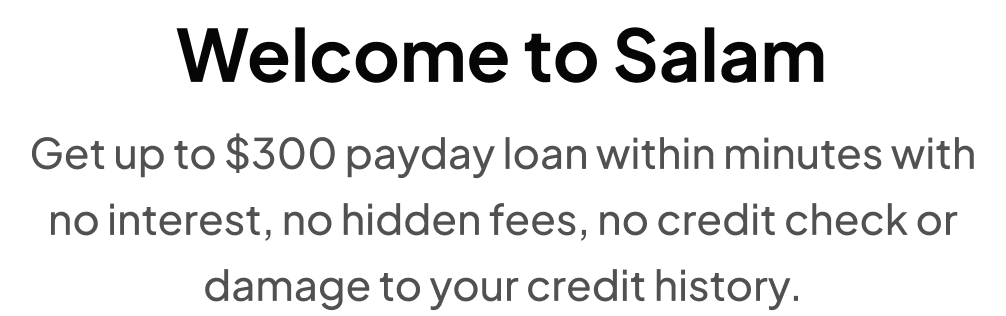 Welcome to Salam
Get up to $300 payday loan within minutes with
no interest, no hidden fees, no credit check or
damage to your credit history.